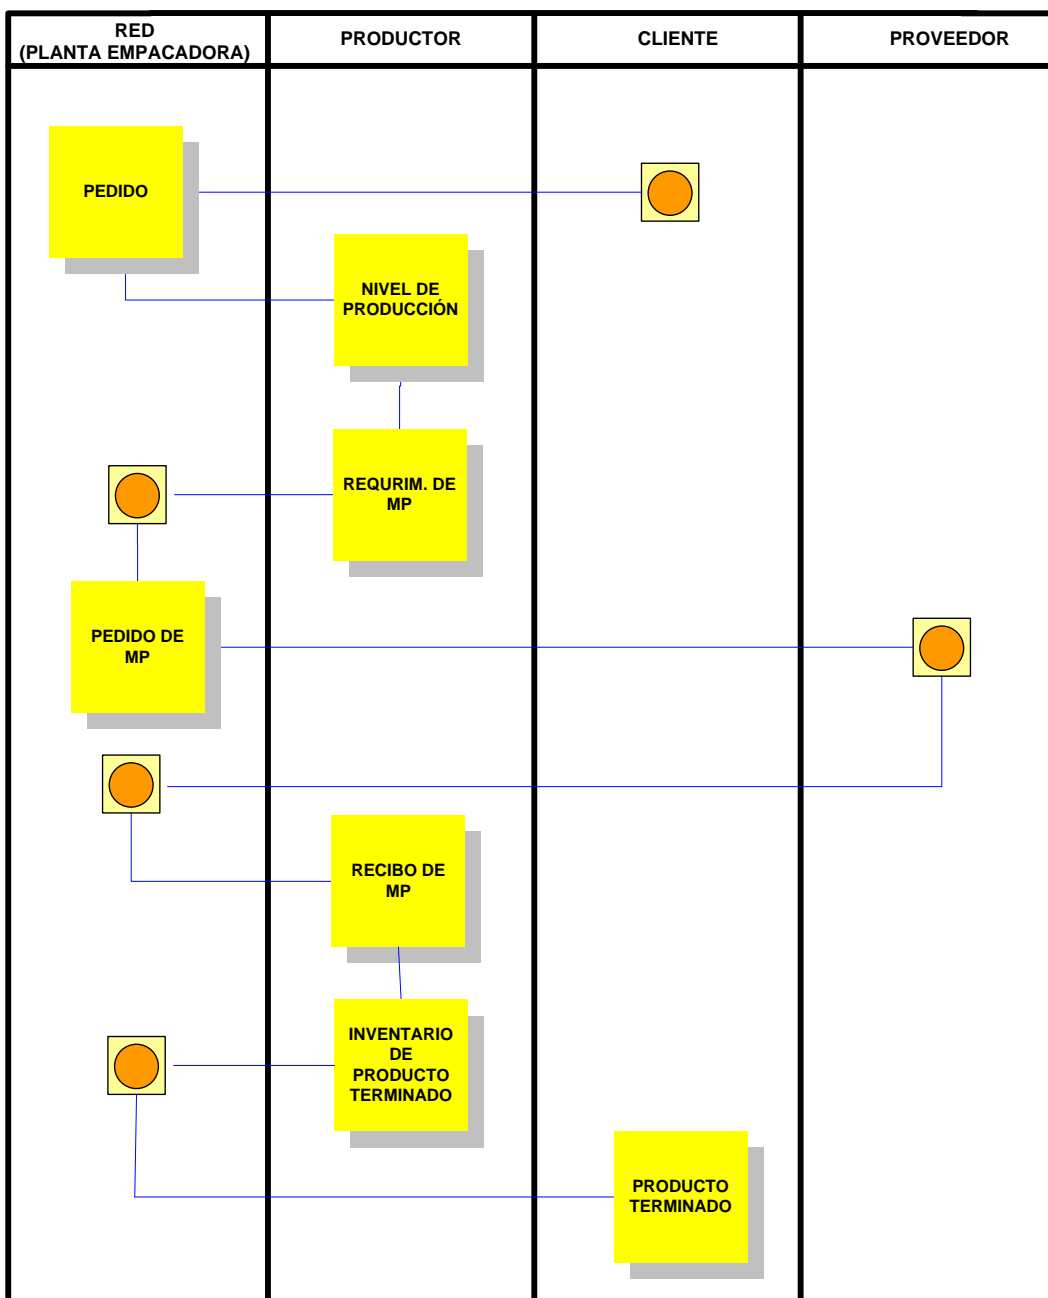 RED
(PLANTA EMPACADORA)
PRODUCTOR
CLIENTE
PROVEEDOR
PEDIDO
NIVEL DE
PRODUCCIÓN
REQURIM. DE
MP
PEDIDO DE
MP
RECIBO DE
MP
INVENTARIO
DE
PRODUCTO
TERMINADO
PRODUCTO
TERMINADO